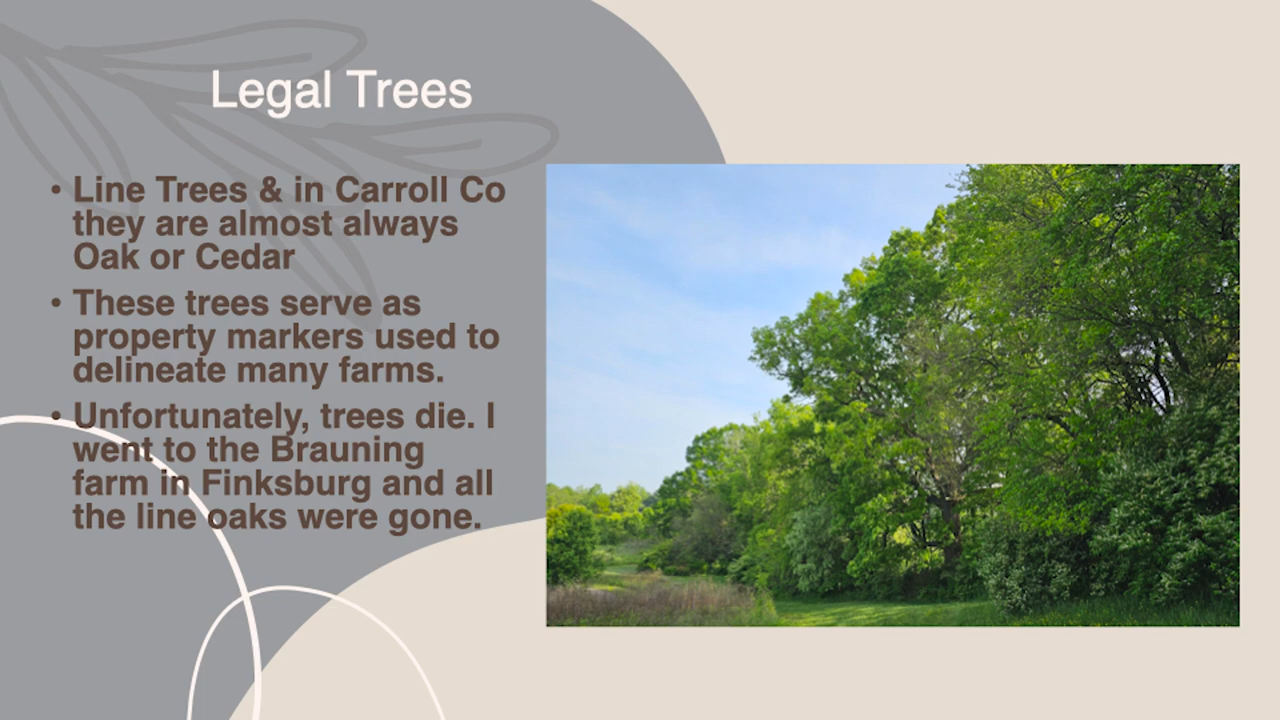 Legal Trees
• Line Trees & in Carroll Co
they are almost always
Oak or Cedar
• These trees serve as
property markers used to
delineate many farms.
• Unfortunately, trees die. I
went to the Brauning
farm in Finksburg and all
the line oaks were gone.